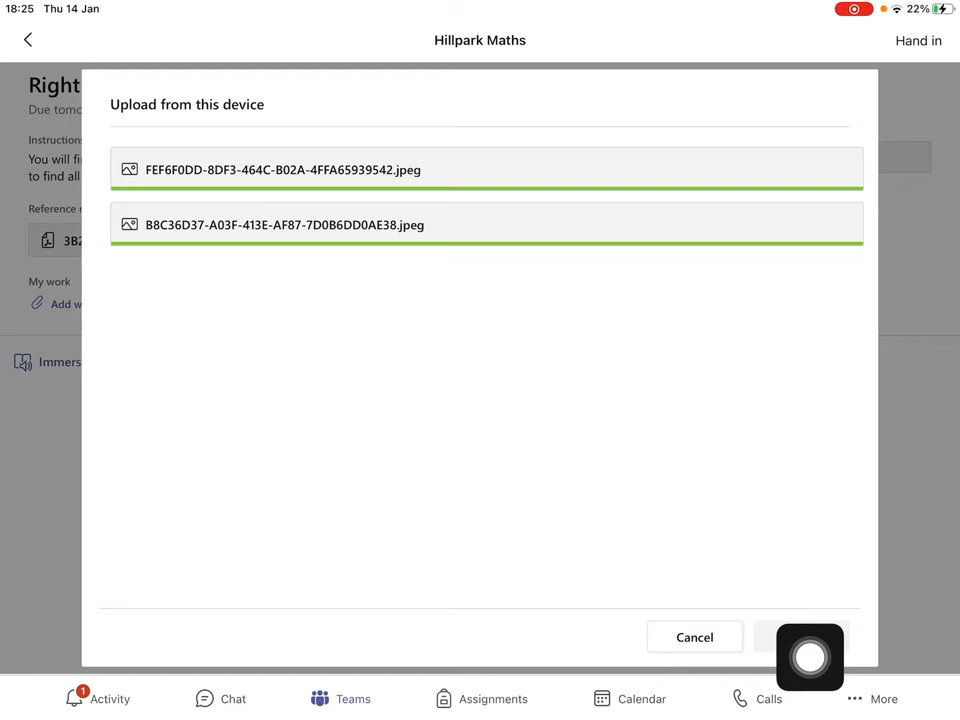 18:25 Thu 14 Jan
22%
Hillpark Maths
Hand in
Right
Due tomo
Upload from this device
Instructions
You will fi
to find all
FEF6F0DD-8DF3-464C-B02A-4FFA65939542.jpeg
Reference
B8C36D37-A03F-413E-AF87-7D0B6DD0AE38.jpeg
3B2
My work
Add w
Immers
Cancel
1
Activity
Chat
Teams
Assignments
Calendar
Calls
More